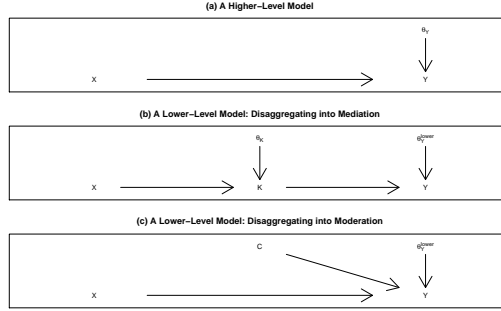 (a) A Higher−Level Model
θY
X
Y
(b) A Lower−Level Model: Disaggregating into Mediation
θK
θY^lower
X
K
Y
(c) A Lower−Level Model: Disaggregating into Moderation
C
θY^lower
X
Y